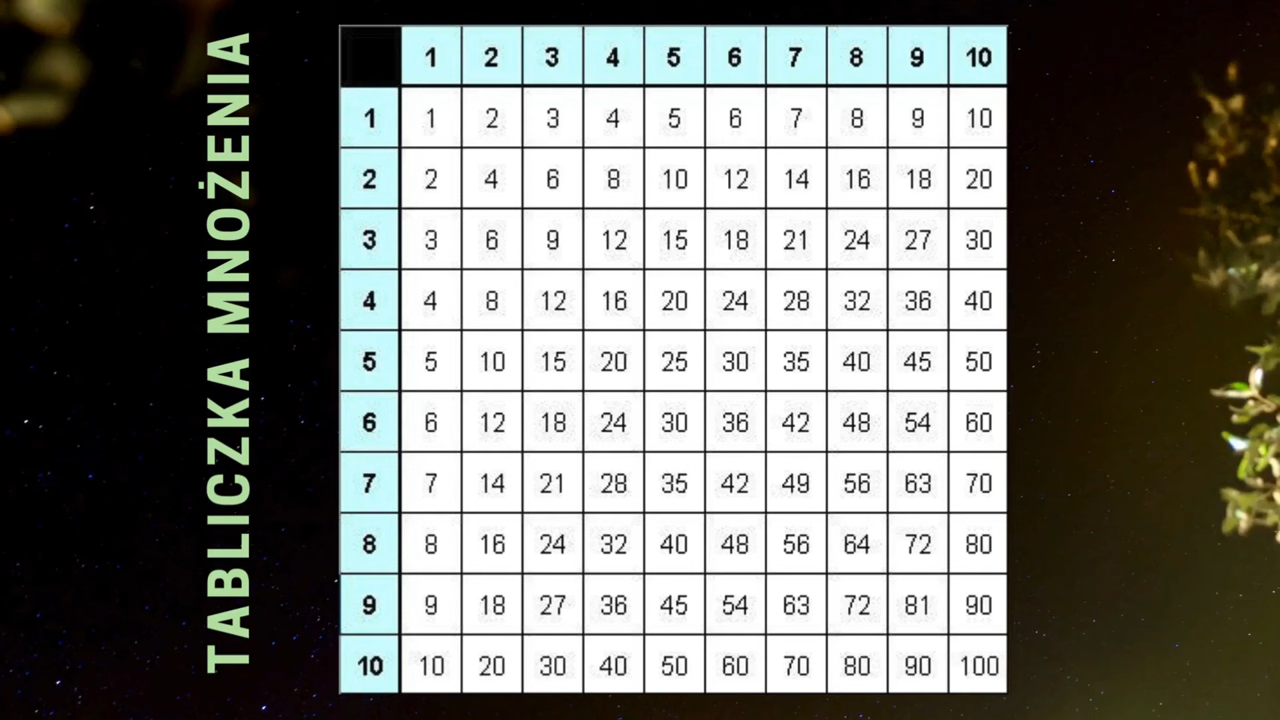 TABLICZKA MNOŻENIA
1 2 3 4 5 6 7 8 9 10
1 1 2 3 4 5 6 7 8 9 10
2 2 4 6 8 10 12 14 16 18 20
3 3 6 9 12 15 18 21 24 27 30
4 4 8 12 16 20 24 28 32 36 40
5 5 10 15 20 25 30 35 40 45 50
6 6 12 18 24 30 36 42 48 54 60
7 7 14 21 28 35 42 49 56 63 70
8 8 16 24 32 40 48 56 64 72 80
9 9 18 27 36 45 54 63 72 81 90
10 10 20 30 40 50 60 70 80 90 100